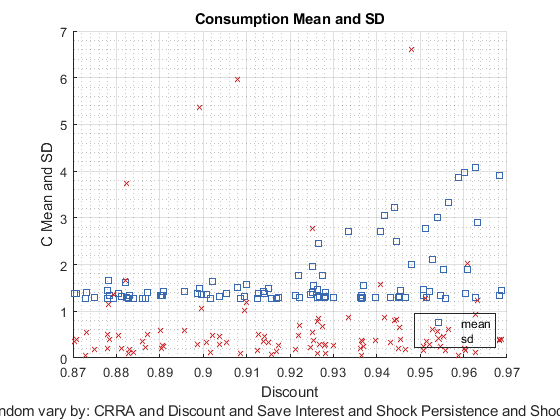 Consumption Mean and SD
C Mean and SD
7
6
5
4
3
2
1
0
mean
sd
0.87 0.88 0.89 0.9 0.91 0.92 0.93 0.94 0.95 0.96 0.97
Discount
ndom vary by: CRRA and Discount and Save Interest and Shock Persistence and Sho